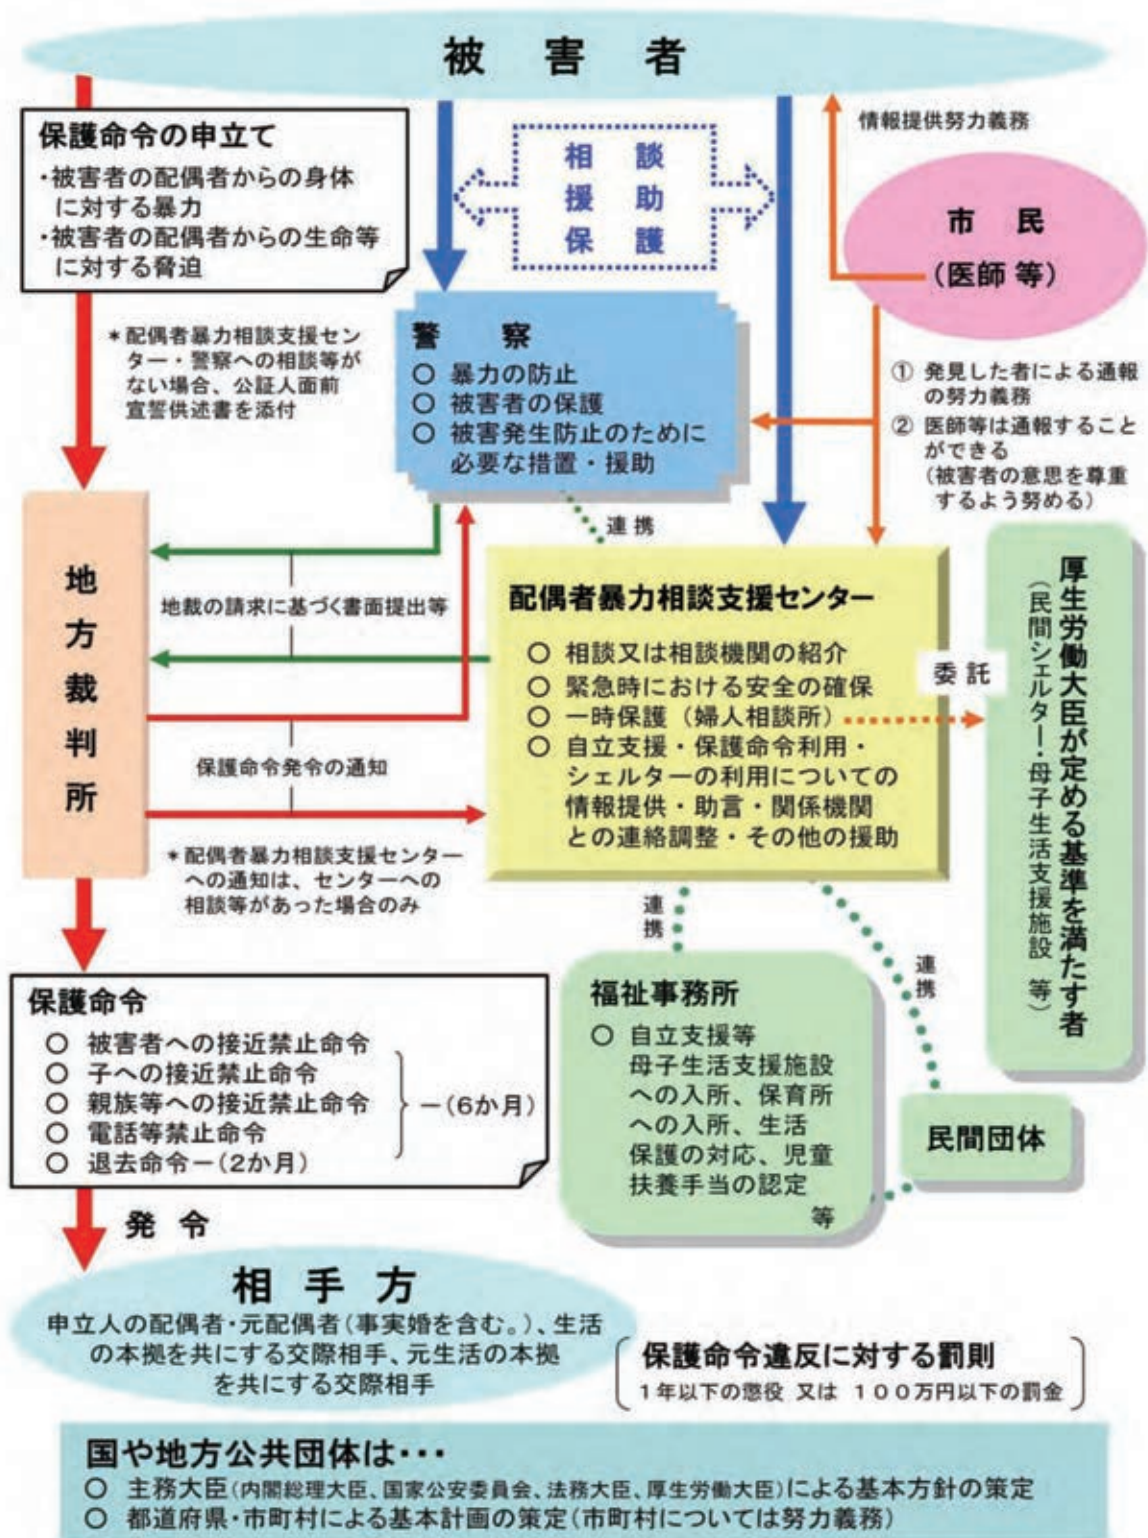 被 害 者
保護命令の申立て
・被害者の配偶者からの身体
に対する暴力
・被害者の配偶者からの生命等
に対する脅迫
相 談
援 助
保 護
情報提供努力義務
市 民
(医師 等)
＊配偶者暴力相談支援セン
ター・警察への相談等が
ない場合、公証人面前
宣誓供述書を添付
警 察
○ 暴力の防止
○ 被害者の保護
○ 被害発生防止のために
必要な措置・援助
① 発見した者による通報
の努力義務
② 医師等は通報すること
ができる
(被害者の意思を尊重
するよう努める)
連 携
地方裁判所
地裁の請求に基づく書面提出等
保護命令発令の通知
＊配偶者暴力相談支援センター
への通知は、センターへの
相談等があった場合のみ
配偶者暴力相談支援センター
○ 相談又は相談機関の紹介
○ 緊急時における安全の確保
○ 一時保護（婦人相談所）
○ 自立支援・保護命令利用・
シェルターの利用についての
情報提供・助言・関係機関
との連絡調整・その他の援助
委 託
厚生労働大臣が定める基準を満たす者
（民間シェルター・母子生活支援施設 等）
連携
連携
保護命令
○ 被害者への接近禁止命令
○ 子への接近禁止命令
○ 親族等への接近禁止命令
○ 電話等禁止命令
○ 退去命令－(2か月)
－(6か月)
福祉事務所
○ 自立支援等
母子生活支援施設
への入所、保育所
への入所、生活
保護の対応、児童
扶養手当の認定
等
民間団体
発 令
相 手 方
申立人の配偶者・元配偶者(事実婚を含む。)、生活
の本拠を共にする交際相手、元生活の本拠
を共にする交際相手
保護命令違反に対する罰則
1年以下の懲役 又は 100万円以下の罰金
国や地方公共団体は・・・
○ 主務大臣(内閣総理大臣、国家公安委員会、法務大臣、厚生労働大臣)による基本方針の策定
○ 都道府県・市町村による基本計画の策定(市町村については努力義務)